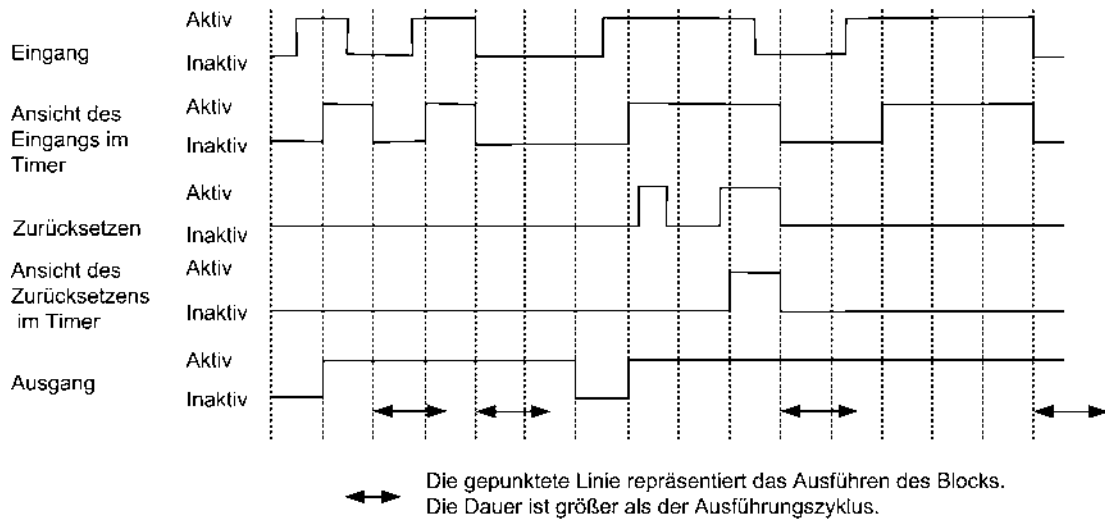 Aktiv
Eingang
Inaktiv
Aktiv
Ansicht des
Eingangs im
Timer
Inaktiv
Aktiv
Zurücksetzen
Inaktiv
Ansicht des
Zurücksetzens
im Timer
Aktiv
Inaktiv
Aktiv
Ausgang
Inaktiv
Die gepunktete Linie repräsentiert das Ausführen des Blocks.
Die Dauer ist größer als der Ausführungszyklus.